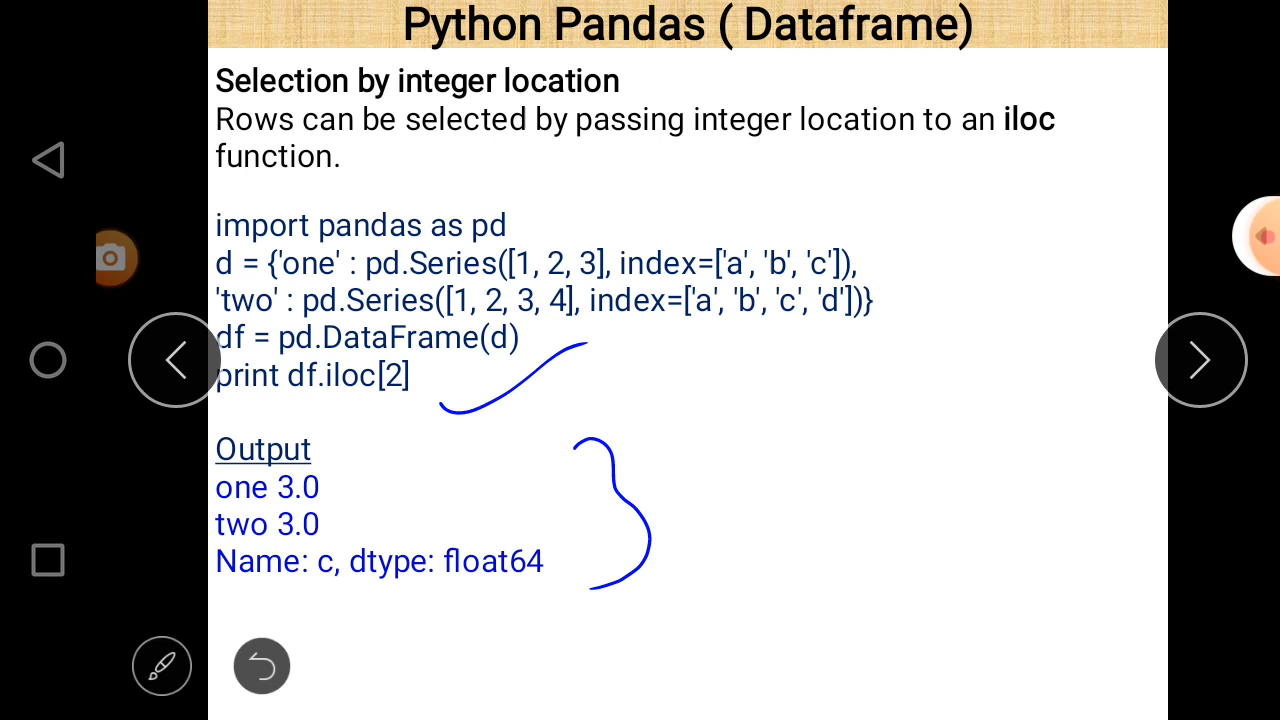 Python Pandas ( Dataframe)
Selection by integer location
Rows can be selected by passing integer location to an iloc
function.
import pandas as pd
d = {'one' : pd.Series([1, 2, 3], index=['a', 'b', 'c']),
'two' : pd.Series([1, 2, 3, 4], index=['a', 'b', 'c', 'd'])}
df = pd.DataFrame(d)
print df.iloc[2]
Output
one 3.0
two 3.0
Name: c, dtype: float64